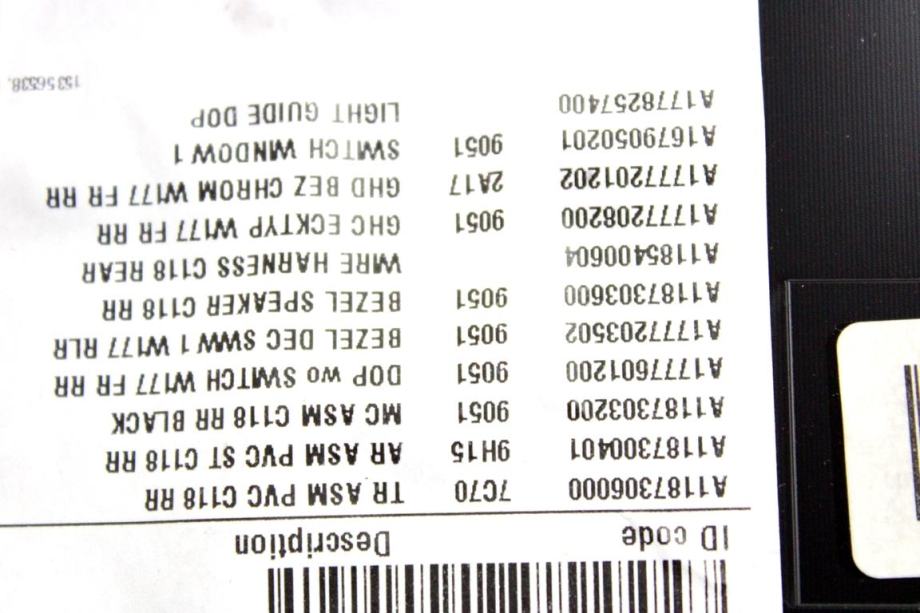 ID code Description
A1187306000 7C70 TR ASM PVC C118 RR
A1187300401 9H15 AR ASM PVC ST C118 RR
A1187303200 9051 MC ASM C118 RR BLACK
A1777601200 9051 DOP wo SWITCH W177 FR RR
A1777203502 9051 BEZEL DEC SWW 1 W177 RLR
A1187303600 9051 BEZEL SPEAKER C118 RR
A1185400604 WIRE HARNESS C118 REAR
A1777208200 9051 GHC ECKTYP W177 FR RR
A1777201202 2A17 GHD BEZ CHROM W177 FR RR
A1679050201 9051 SWITCH WINDOW 1
A1778257400 LIGHT GUIDE DOP